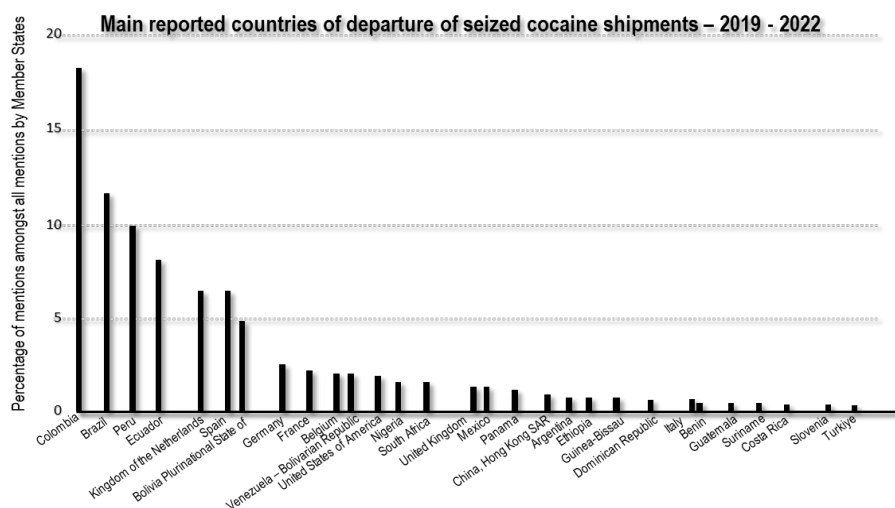 Main reported countries of departure of seized cocaine shipments – 2019 - 2022
Percentage of mentions amongst all mentions by Member States
20
15
10
5
0
Colombia
Brazil
Peru
Ecuador
Kingdom of the Netherlands
Spain
Bolivia Plurinational State of
Germany
France
Belgium
Venezuela – Bolivarian Republic
United States of America
Nigeria
South Africa
United Kingdom
Mexico
Panama
China, Hong Kong SAR
Argentina
Ethiopia
Guinea-Bissau
Dominican Republic
Italy
Benin
Guatemala
Suriname
Costa Rica
Slovenia
Turkiye